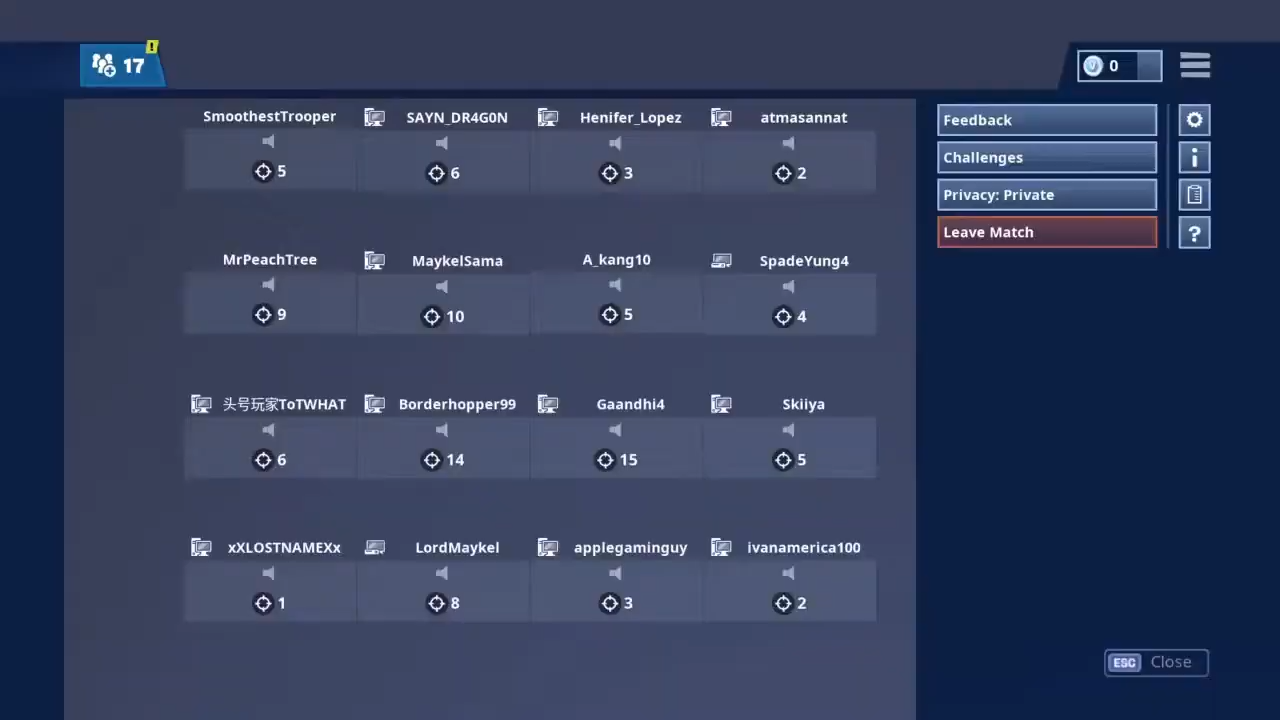 17
0
SmoothestTrooper SAYN_DR4G0N Henifer_Lopez atmasannat
5 6 3 2
MrPeachTree MaykelSama A_kang10 SpadeYung4
9 10 5 4
头号玩家ToTWHAT Borderhopper99 Gaandhi4 Skiiya
6 14 15 5
xXLOSTNAMEXx LordMaykel applegaminguy ivanamerica100
1 8 3 2
Feedback
Challenges
Privacy: Private
Leave Match
ESC Close